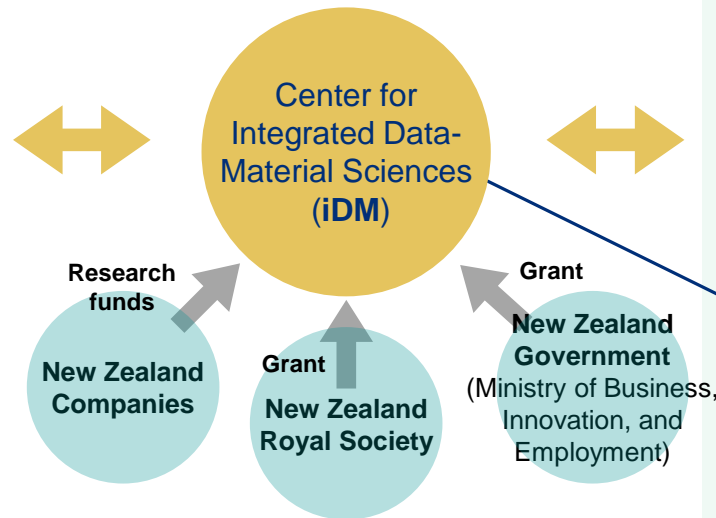 Center for
Integrated Data-
Material Sciences
(iDM)
Research
funds
Grant
Grant
New Zealand
Companies
New Zealand
Royal Society
New Zealand
Government
(Ministry of Business,
Innovation, and
Employment)